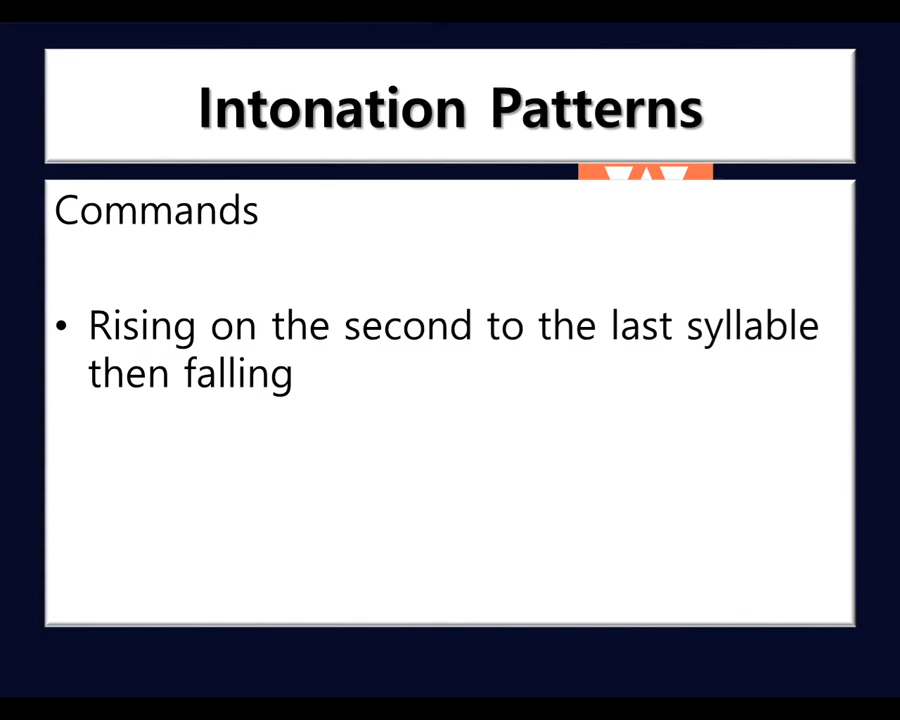 Intonation Patterns
Commands
• Rising on the second to the last syllable
then falling